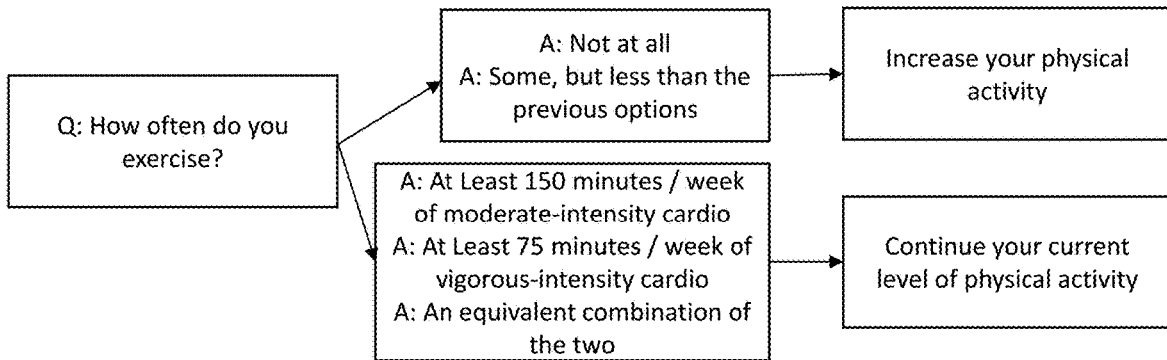 Q: How often do you
exercise?
A: Not at all
A: Some, but less than the
previous options
Increase your physical
activity
A: At Least 150 minutes / week
of moderate-intensity cardio
A: At Least 75 minutes / week of
vigorous-intensity cardio
A: An equivalent combination of
the two
Continue your current
level of physical activity